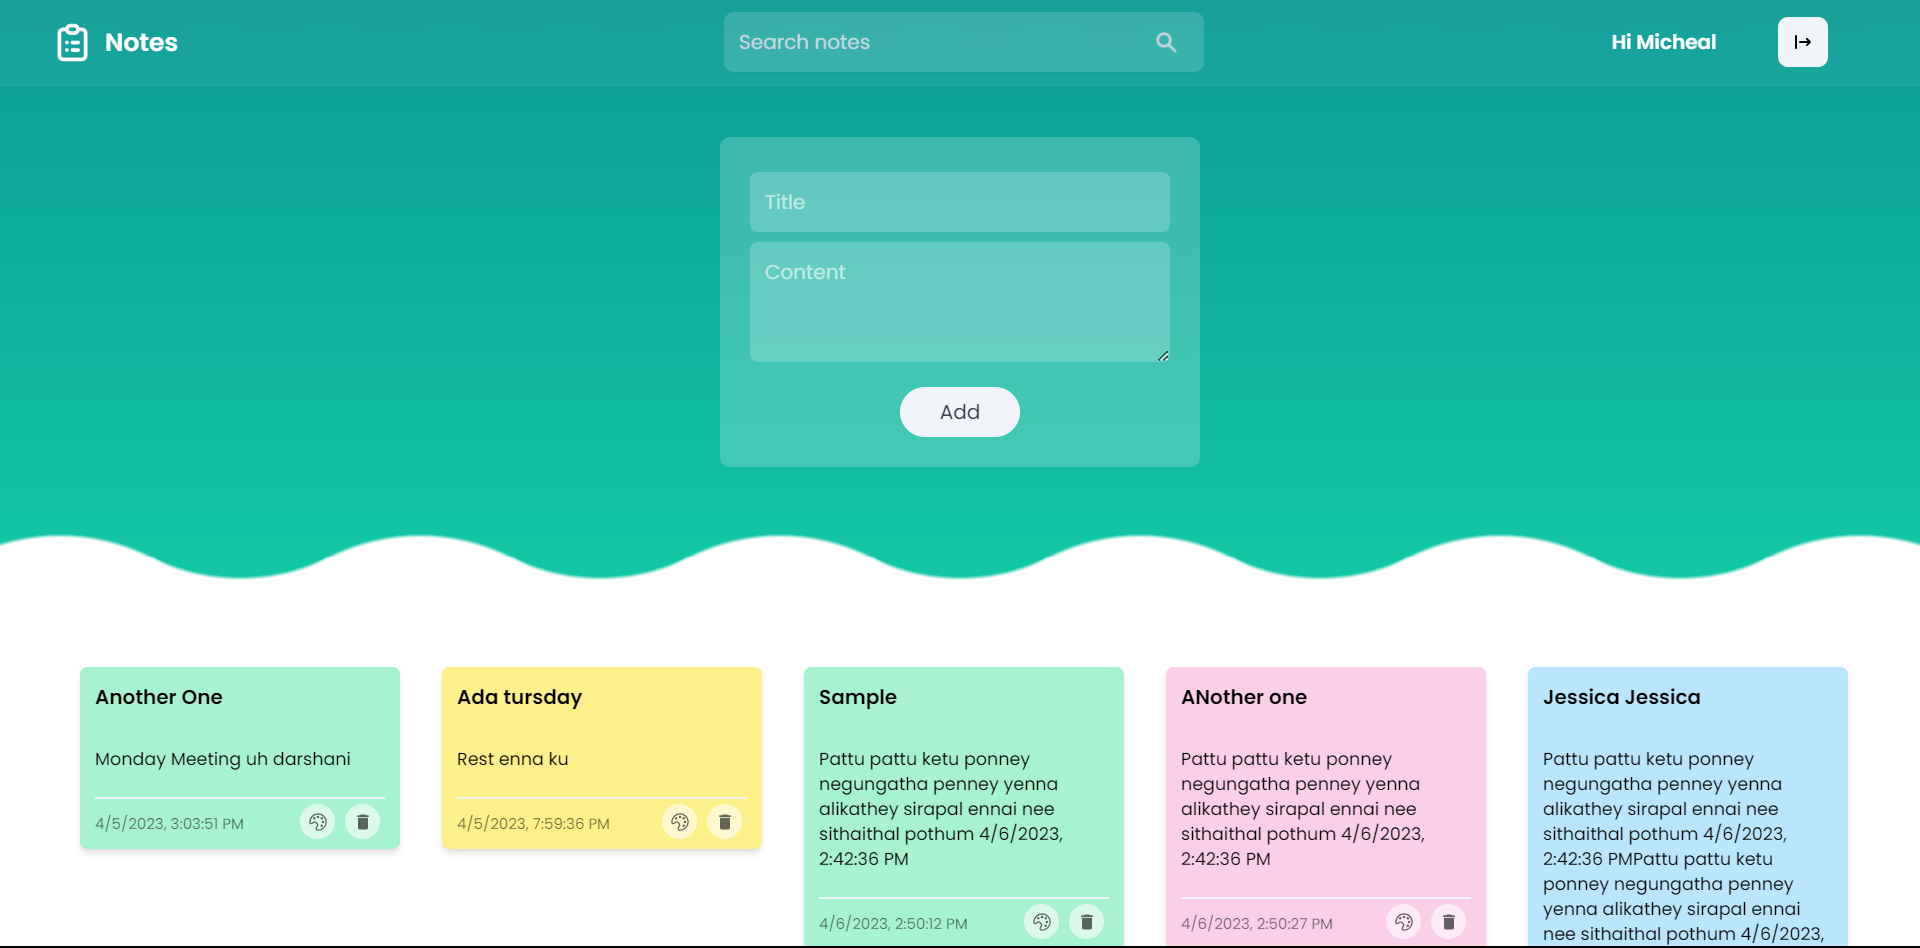 Notes
Search notes
Hi Micheal
Title
Content
Add
Another One
Monday Meeting uh darshani
4/5/2023, 3:03:51 PM
Ada tursday
Rest enna ku
4/5/2023, 7:59:36 PM
Sample
Pattu pattu ketu ponney
negungatha penney yenna
alikathey sirapal ennai nee
sithaithal pothum 4/6/2023,
2:42:36 PM
4/6/2023, 2:50:12 PM
ANother one
Pattu pattu ketu ponney
negungatha penney yenna
alikathey sirapal ennai nee
sithaithal pothum 4/6/2023,
2:42:36 PM
4/6/2023, 2:50:27 PM
Jessica Jessica
Pattu pattu ketu ponney
negungatha penney yenna
alikathey sirapal ennai nee
sithaithal pothum 4/6/2023,
2:42:36 PMPattu pattu ketu
ponney negungatha penney
yenna alikathey sirapal ennai
nee sithaithal pothum 4/6/2023,